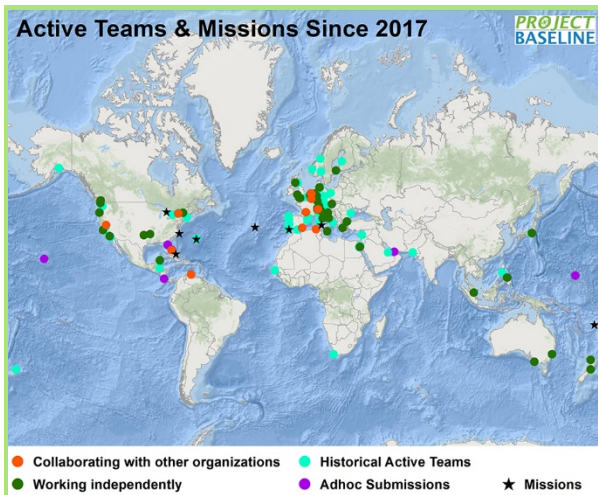 Active Teams & Missions Since 2017
PROJECT
BASELINE
Collaborating with other organizations
Historical Active Teams
Working independently
Adhoc Submissions
Missions